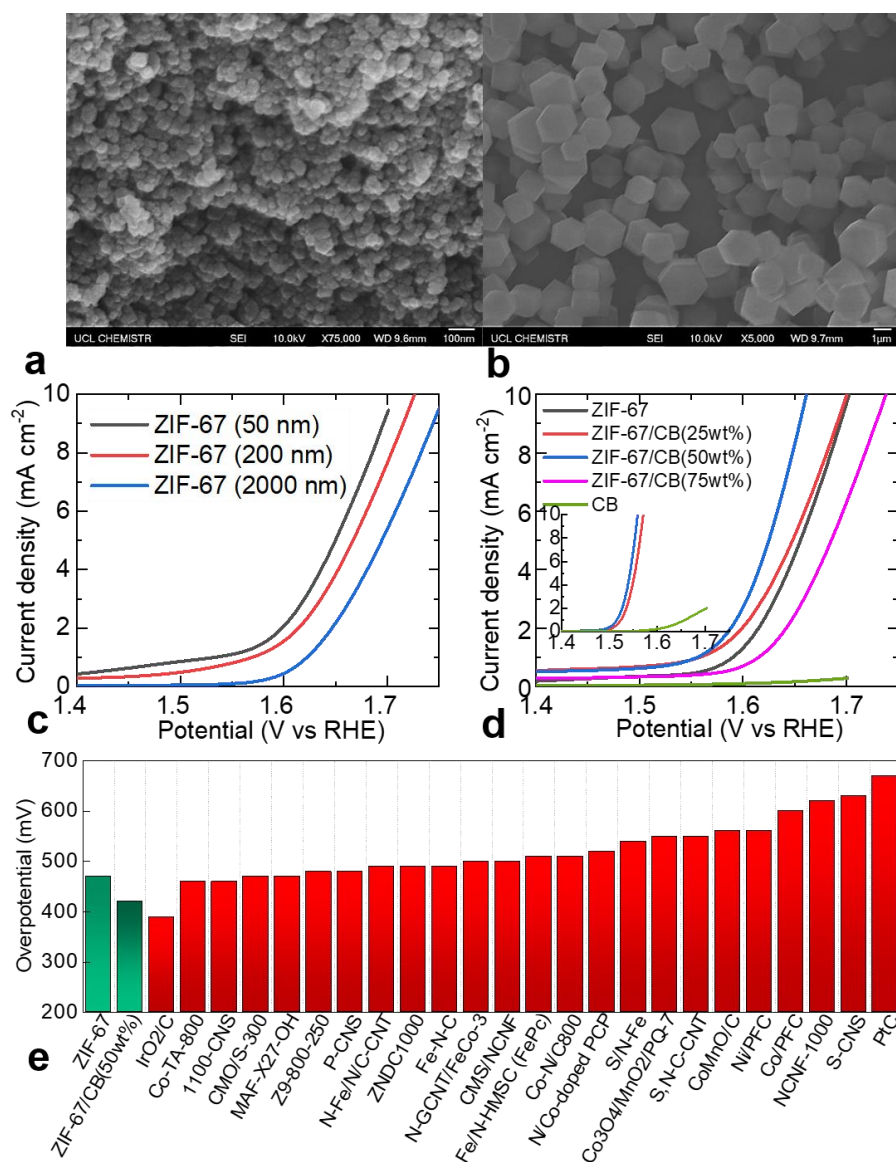 UCL CHEMISTR SEI 10.0kV X75,000 WD 9.6mm 100nm
UCL CHEMISTR SEI 10.0kV X5,000 WD 9.7mm 1μm
a
b
10
8
6
4
2
0
Current density (mA cm⁻²)
ZIF-67 (50 nm)
ZIF-67 (200 nm)
ZIF-67 (2000 nm)
1.4 1.5 1.6 1.7
Potential (V vs RHE)
c
10
8
6
4
2
0
Current density (mA cm⁻²)
ZIF-67
ZIF-67/CB(25wt%)
ZIF-67/CB(50wt%)
ZIF-67/CB(75wt%)
CB
10
8
6
4
2
0
1.4 1.5 1.6 1.7
1.4 1.5 1.6 1.7
Potential (V vs RHE)
d
700
600
500
400
300
200
Overpotential (mV)
ZIF-67
ZIF-67/CB(50wt%)
IrO2/C
Co-TA-800
1100-CNS
CMO/S-300
MAF-X27-OH
Z9-800-250
P-CNS
N-Fe/N/C-CNT
ZNDC1000
Fe-N-C
N-GCNT/FeCo-3
CMS/NCNF
Fe/N-HMSC (FePc)
Co-N/C800
N/Co-doped PCP
S/N-Fe
Co3O4/MnO2/PQ-7
S, N-C-CNT
CoMnO/C
Ni/PFC
Co/PFC
NCNF-1000
S-CNS
PtC
e